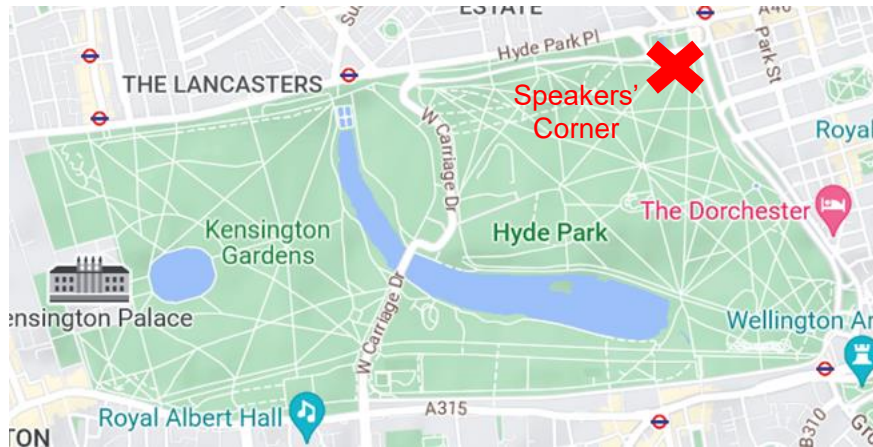 ESTATE
A40
Hyde Park Pl
Park St
THE LANCASTERS
Speakers'
Corner
W Carriage Dr
Royal
The Dorchester
Kensington
Gardens
Hyde Park
W Carriage Dr
ensington Palace
Wellington Ar
Royal Albert Hall
A315
B310
Gro
TON